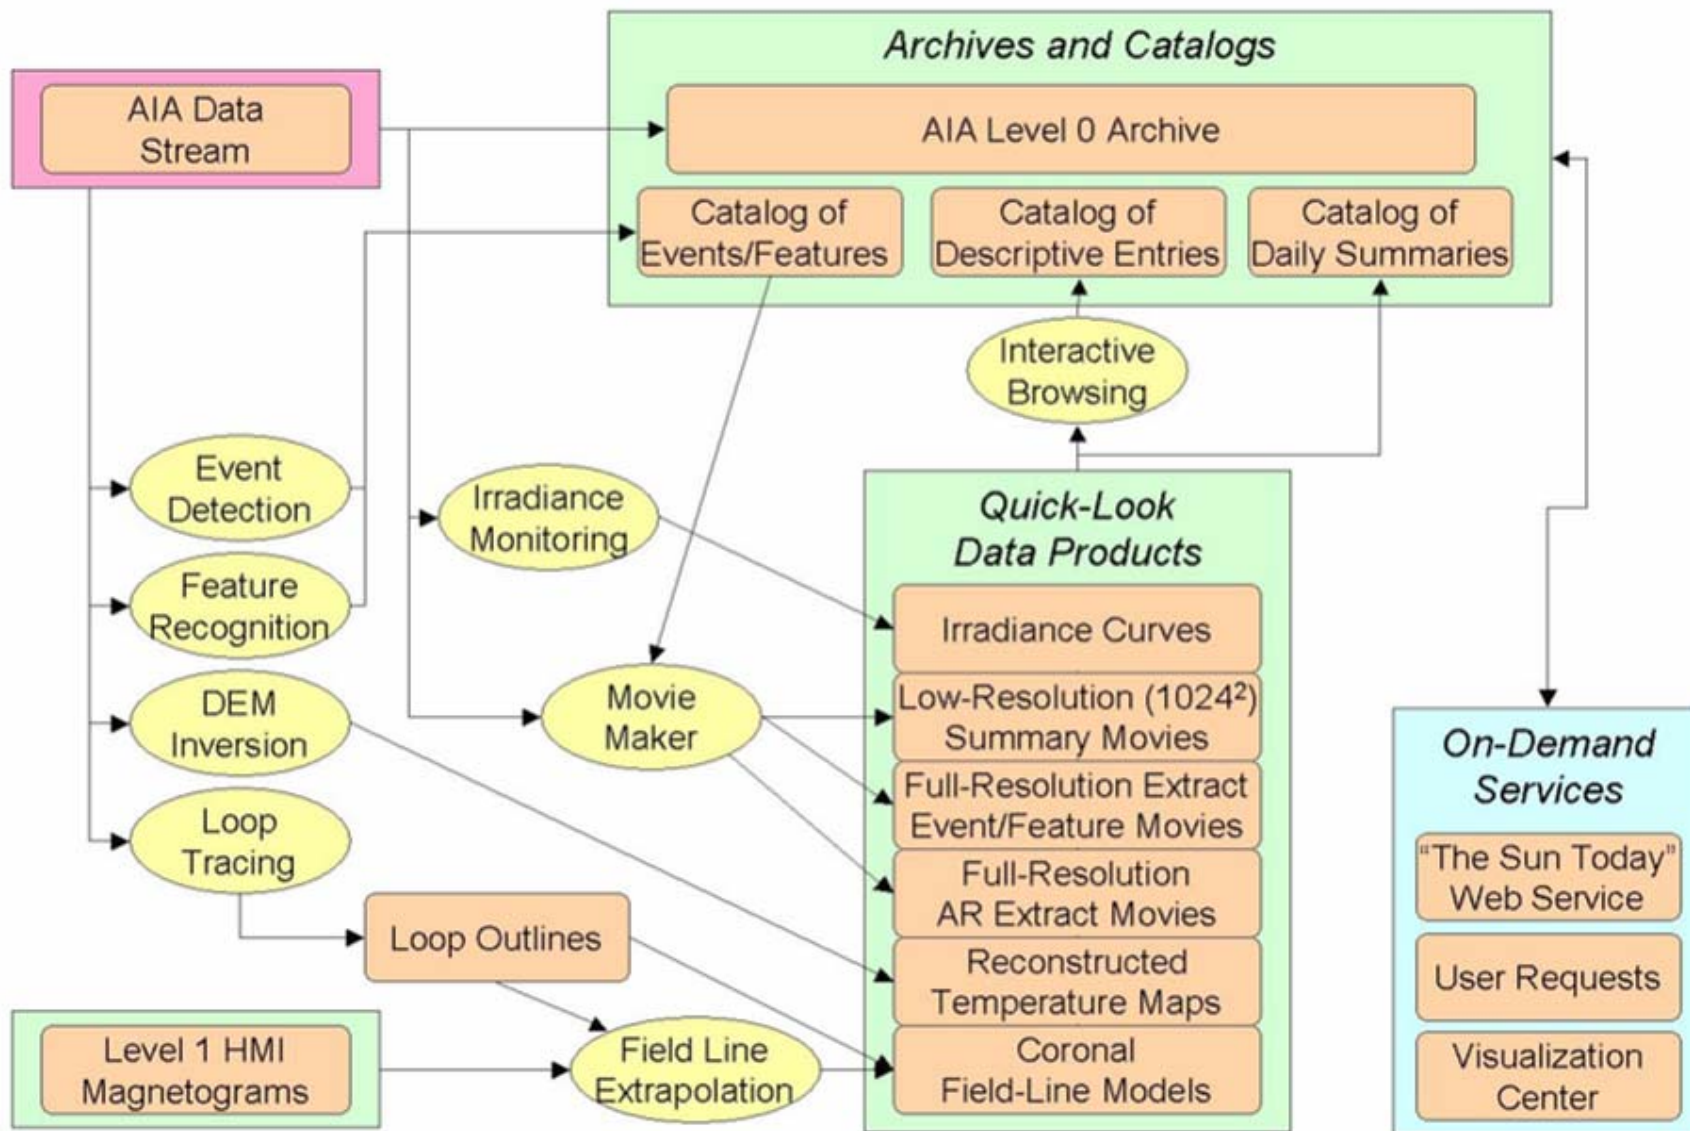 Archives and Catalogs
AIA Data
Stream
AIA Level 0 Archive
Catalog of
Events/Features
Catalog of
Descriptive Entries
Catalog of
Daily Summaries
Interactive
Browsing
Event
Detection
Irradiance
Monitoring
Quick-Look
Data Products
Feature
Recognition
Irradiance Curves
DEM
Inversion
Movie
Maker
Low-Resolution (1024²)
Summary Movies
Full-Resolution Extract
Event/Feature Movies
Loop
Tracing
Full-Resolution
AR Extract Movies
Loop Outlines
Reconstructed
Temperature Maps
Level 1 HMI
Magnetograms
Field Line
Extrapolation
Coronal
Field-Line Models
On-Demand
Services
“The Sun Today”
Web Service
User Requests
Visualization
Center